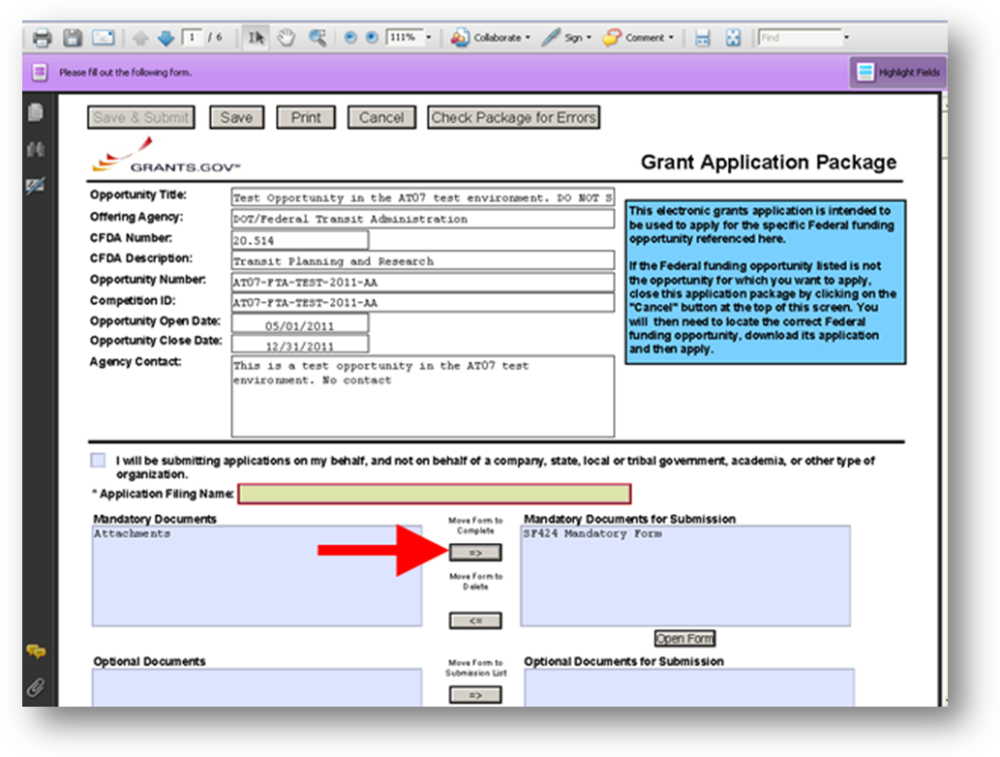 1 / 6 111% Collaborate Sign Comment Find
Please fill out the following form. Highlight Fields
Save & Submit Save Print Cancel Check Package for Errors
GRANTS.GOV℠
Grant Application Package
Opportunity Title: Test Opportunity in the AT07 test environment. DO NOT S
Offering Agency: DOT/Federal Transit Administration
CFDA Number: 20.514
CFDA Description: Transit Planning and Research
Opportunity Number: AT07-FTA-TEST-2011-AA
Competition ID: AT07-FTA-TEST-2011-AA
Opportunity Open Date: 05/01/2011
Opportunity Close Date: 12/31/2011
Agency Contact: This is a test opportunity in the AT07 test
environment. No contact
This electronic grants application is intended to
be used to apply for the specific Federal funding
opportunity referenced here.
If the Federal funding opportunity listed is not
the opportunity for which you want to apply,
close this application package by clicking on the
"Cancel" button at the top of this screen. You
will then need to locate the correct Federal
funding opportunity, download its application
and then apply.
I will be submitting applications on my behalf, and not on behalf of a company, state, local or tribal government, academia, or other type of
organization.
* Application Filing Name:
Mandatory Documents
Attachments
Move Form to
Complete
=>
Move Form to
Delete
<=
Mandatory Documents for Submission
SF424 Mandatory Form
Open Form
Optional Documents
Move Form to
Submission List
=>
Optional Documents for Submission